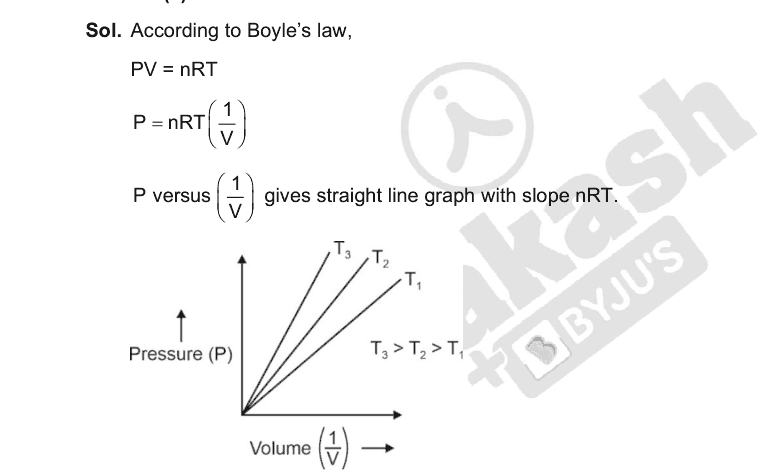 Sol. According to Boyle's law,
PV = nRT
P = nRT(1/V)
P versus (1/V) gives straight line graph with slope nRT.
T₃
T₂
T₁
Pressure (P)
T₃ > T₂ > T₁
Volume (1/V)
akash
+ BYJU'S